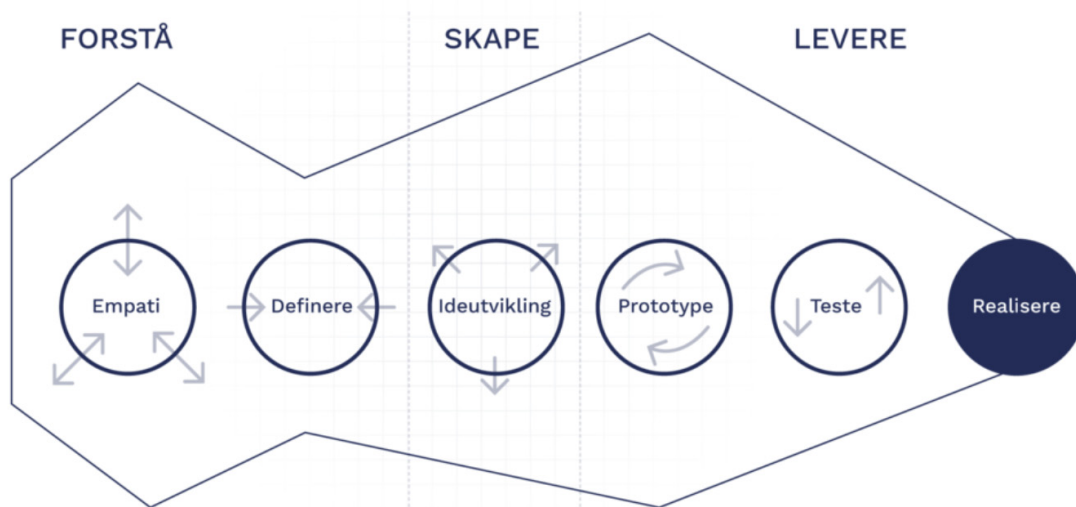 FORSTÅ
SKAPE
LEVERE
Empati
Definere
Ideutvikling
Prototype
Teste
Realisere